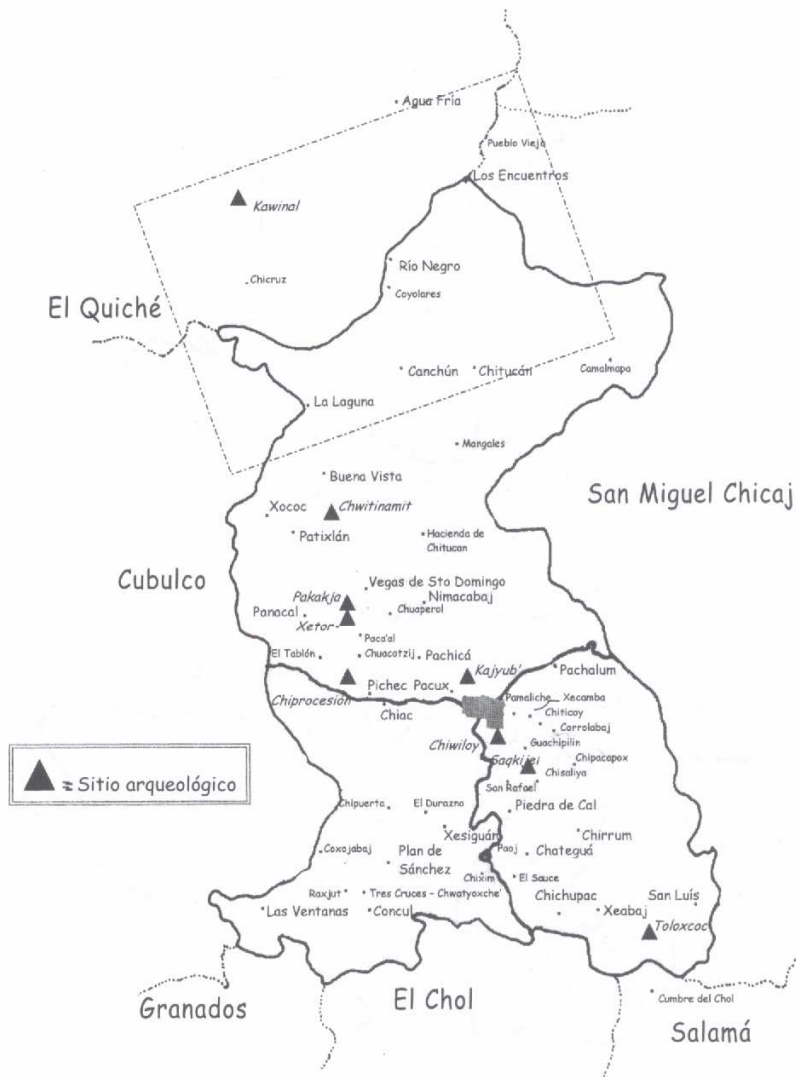 Agua Fría
Pueblo Viejo
Los Encuentros
Kawinal
Río Negro
Chicruz
Coyolares
El Quiché
Canchún
Chitucán
Camalmapa
La Laguna
Mangales
Buena Vista
San Miguel Chicaj
Xococ
Chwitinamit
Patixlán
Hacienda de
Chitucan
Cubulco
Vegas de Sto Domingo
Pakakja
Nimacabaj
Panacal
Chuaperol
Xetor
Paca'al
El Tablón
Chuacotzij
Pachicá
Kajyub'
Pachalum
Chiprocesión
Pichec
Pacux
Pamaliche
Xecamba
Chiac
Chiticoy
Carrolabaj
Chiwiloy
Guachipilín
Saqkijei
Chipacapox
Chisaliya
= Sitio arqueológico
San Rafael
Chipuerta
El Durazna
Piedra de Cal
Xesiguán
Chirrum
Coxojabaj
Plan de
Sánchez
Paoj
Chateguá
Chixim
El Sauce
Raxjut
Tres Cruces - Chwatyoxche'
Chichupac
San Luís
Las Ventanas
Concul
Xeabaj
Toloxcoc
Granados
El Chol
Cumbre del Chol
Salamá